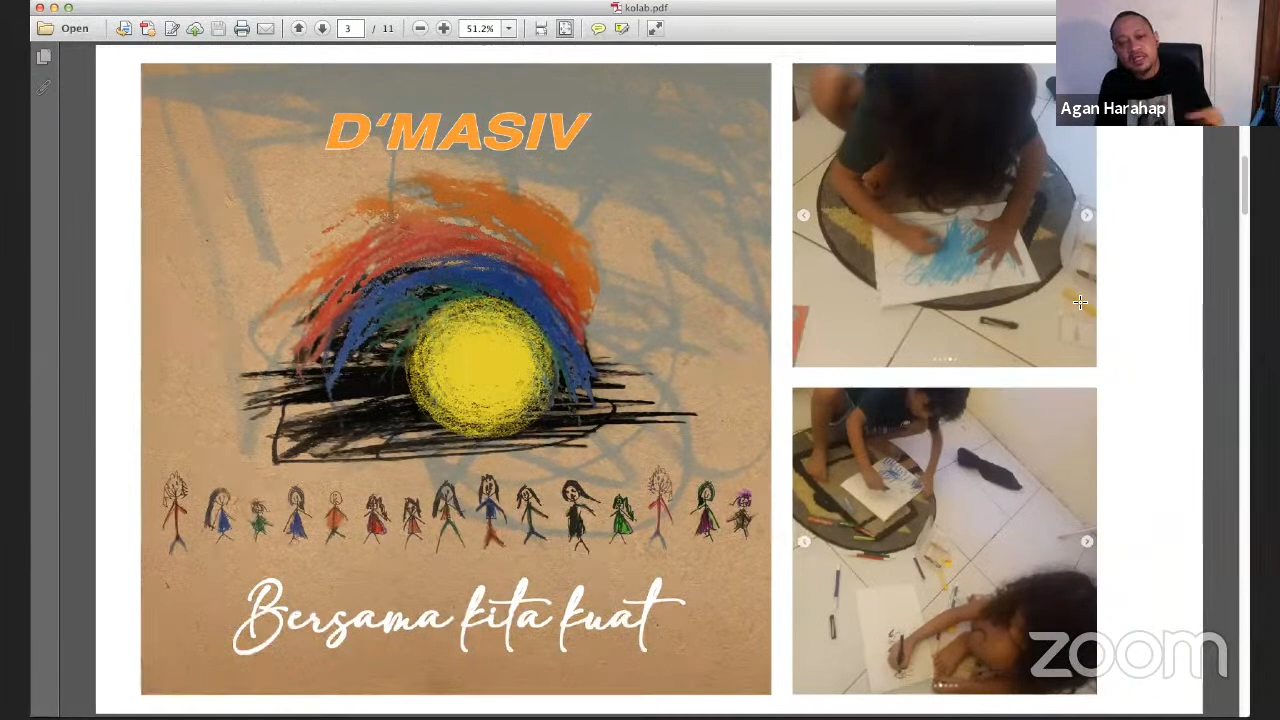 kolab.pdf
Open
3 / 11
51.2%
Agan Harahap
D'MASIV
Bersama kita kuat
zoom